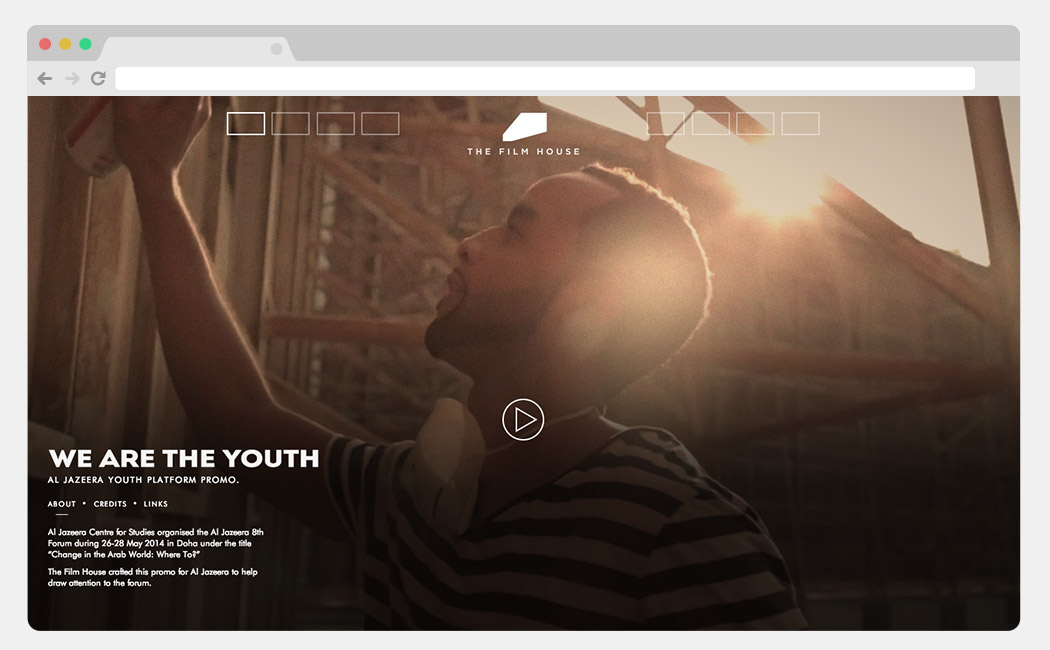 THE FILM HOUSE
WE ARE THE YOUTH
AL JAZEERA YOUTH PLATFORM PROMO.
ABOUT • CREDITS • LINKS
Al Jazeera Centre for Studies organised the Al Jazeera 8th
Forum during 26-28 May 2014 in Doha under the title
“Change in the Arab World: Where To?”
The Film House crafted this promo for Al Jazeera to help
draw attention to the forum.